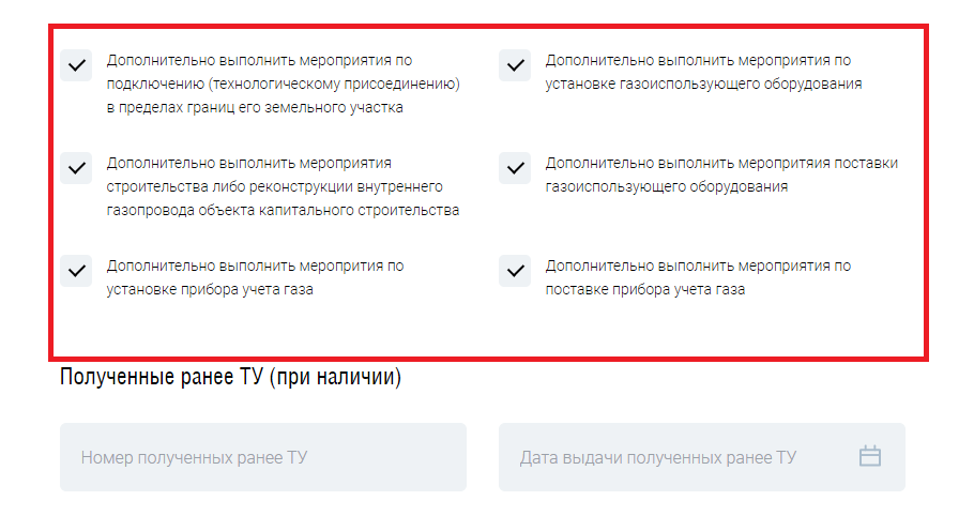 Дополнительно выполнить мероприятия по
подключению (технологическому присоединению)
в пределах границ его земельного участка
Дополнительно выполнить мероприятия по
установке газоиспользующего оборудования
Дополнительно выполнить мероприятия
строительства либо реконструкции внутреннего
газопровода объекта капитального строительства
Дополнительно выполнить меропритяия поставки
газоиспользующего оборудования
Дополнительно выполнить меропрития по
установке прибора учета газа
Дополнительно выполнить мероприятия по
поставке прибора учета газа
Полученные ранее ТУ (при наличии)
Номер полученных ранее ТУ
Дата выдачи полученных ранее ТУ